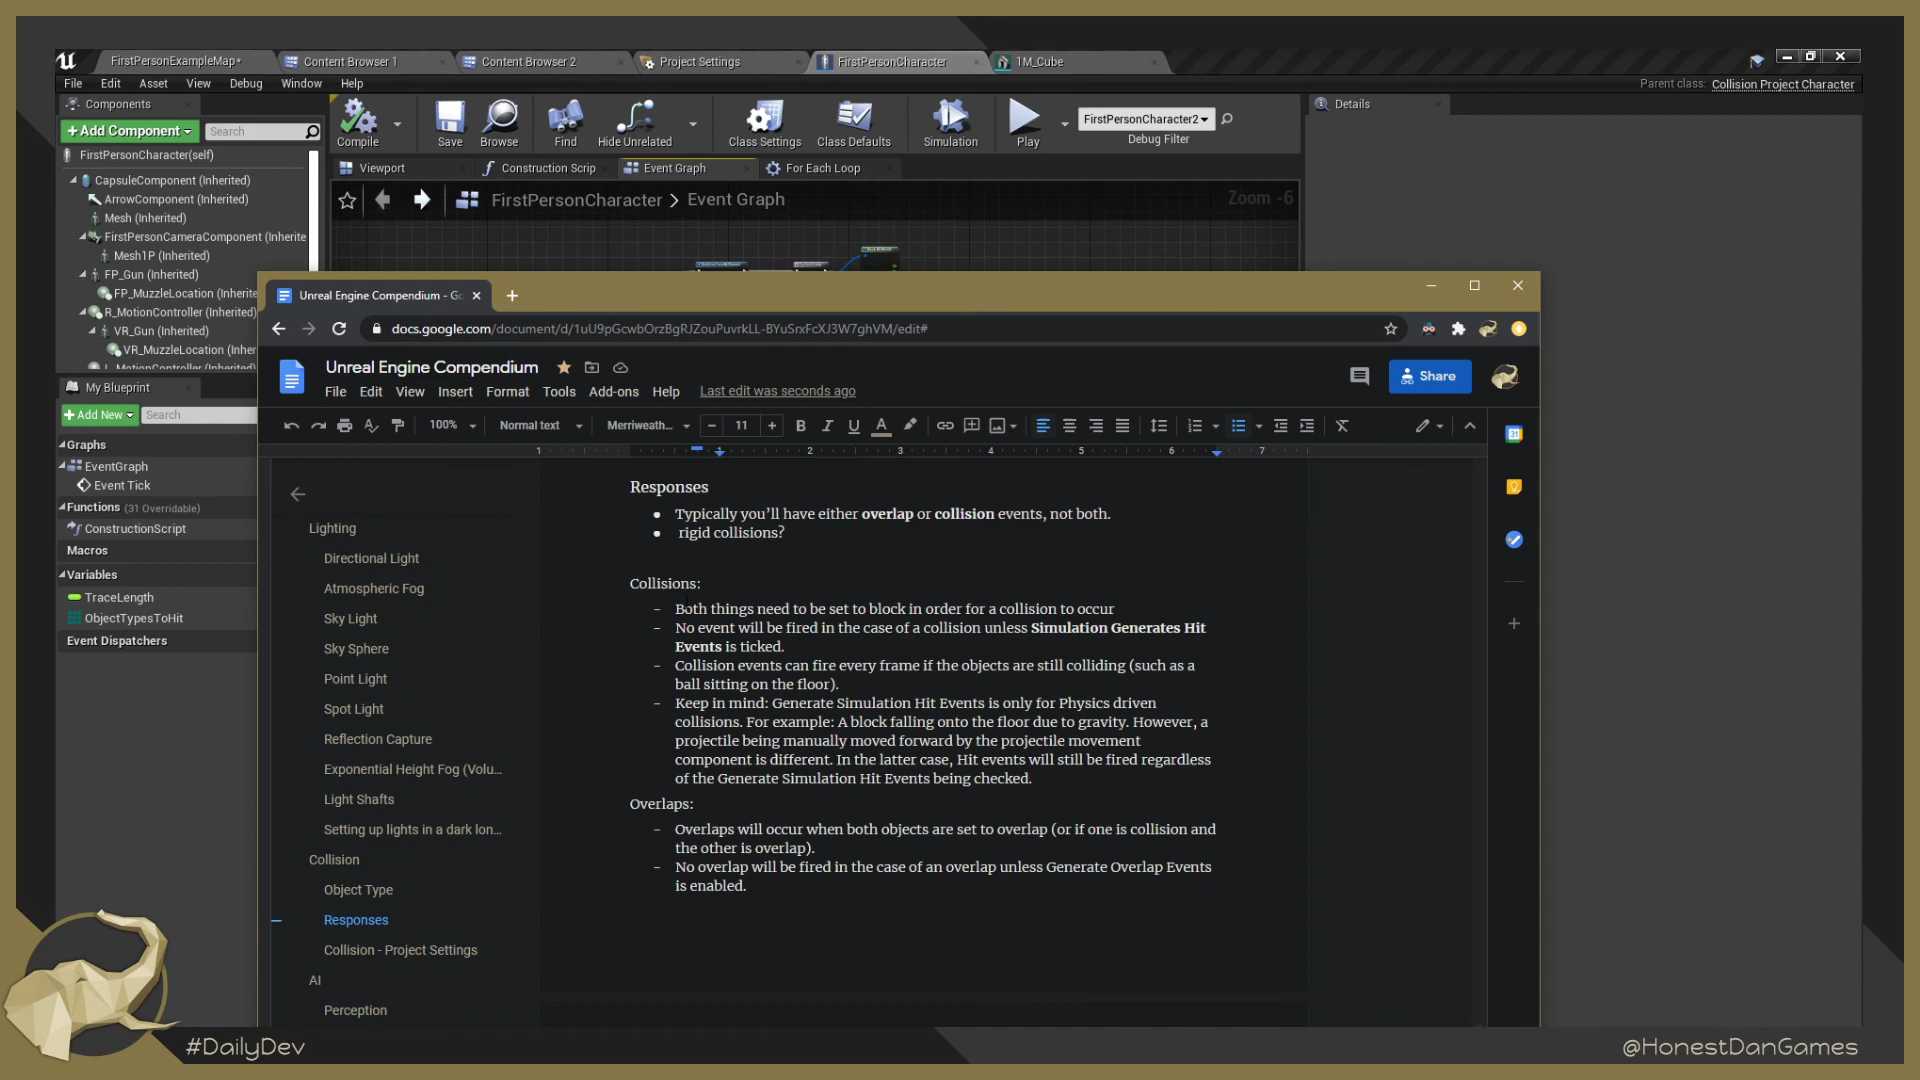 FirstPersonExampleMap*
Content Browser 1
Content Browser 2
Project Settings
FirstPersonCharacter
1M_Cube
File Edit Asset View Debug Window Help
Parent class: Collision Project Character
Components
Details
+Add Component
Search
Compile
Save
Browse
Find
Hide Unrelated
Class Settings
Class Defaults
Simulation
Play
FirstPersonCharacter2
Debug Filter
FirstPersonCharacter(self)
Viewport
Construction Scrip
Event Graph
For Each Loop
CapsuleComponent (Inherited)
ArrowComponent (Inherited)
Mesh (Inherited)
FirstPersonCameraComponent (Inherite
Mesh1P (Inherited)
FP_Gun (Inherited)
FP_MuzzleLocation (Inherite
R_MotionController (Inherited)
VR_Gun (Inherited)
VR_MuzzleLocation (Inher
L_MotionController (Inherited)
FirstPersonCharacter > Event Graph
Zoom -6
My Blueprint
+Add New
Search
Graphs
EventGraph
Event Tick
Functions (31 Overridable)
ConstructionScript
Macros
Variables
TraceLength
ObjectTypesToHit
Event Dispatchers
Unreal Engine Compendium - Go
docs.google.com/document/d/1uU9pGcwbOrzBgRJZouPuvrkLL-BYuSrxFcXJ3W7ghVM/edit#
Unreal Engine Compendium
File Edit View Insert Format Tools Add-ons Help
Last edit was seconds ago
Share
100%
Normal text
Merriweath...
11
1 1 2 3 4 5 6 7
31
Lighting
Directional Light
Atmospheric Fog
Sky Light
Sky Sphere
Point Light
Spot Light
Reflection Capture
Exponential Height Fog (Volu...
Light Shafts
Setting up lights in a dark lon...
Collision
Object Type
Responses
Collision - Project Settings
AI
Perception
Responses
● Typically you’ll have either overlap or collision events, not both.
● rigid collisions?
Collisions:
- Both things need to be set to block in order for a collision to occur
- No event will be fired in the case of a collision unless Simulation Generates Hit
Events is ticked.
- Collision events can fire every frame if the objects are still colliding (such as a
ball sitting on the floor).
- Keep in mind: Generate Simulation Hit Events is only for Physics driven
collisions. For example: A block falling onto the floor due to gravity. However, a
projectile being manually moved forward by the projectile movement
component is different. In the latter case, Hit events will still be fired regardless
of the Generate Simulation Hit Events being checked.
Overlaps:
- Overlaps will occur when both objects are set to overlap (or if one is collision and
the other is overlap).
- No overlap will be fired in the case of an overlap unless Generate Overlap Events
is enabled.
#DailyDev
@HonestDanGames